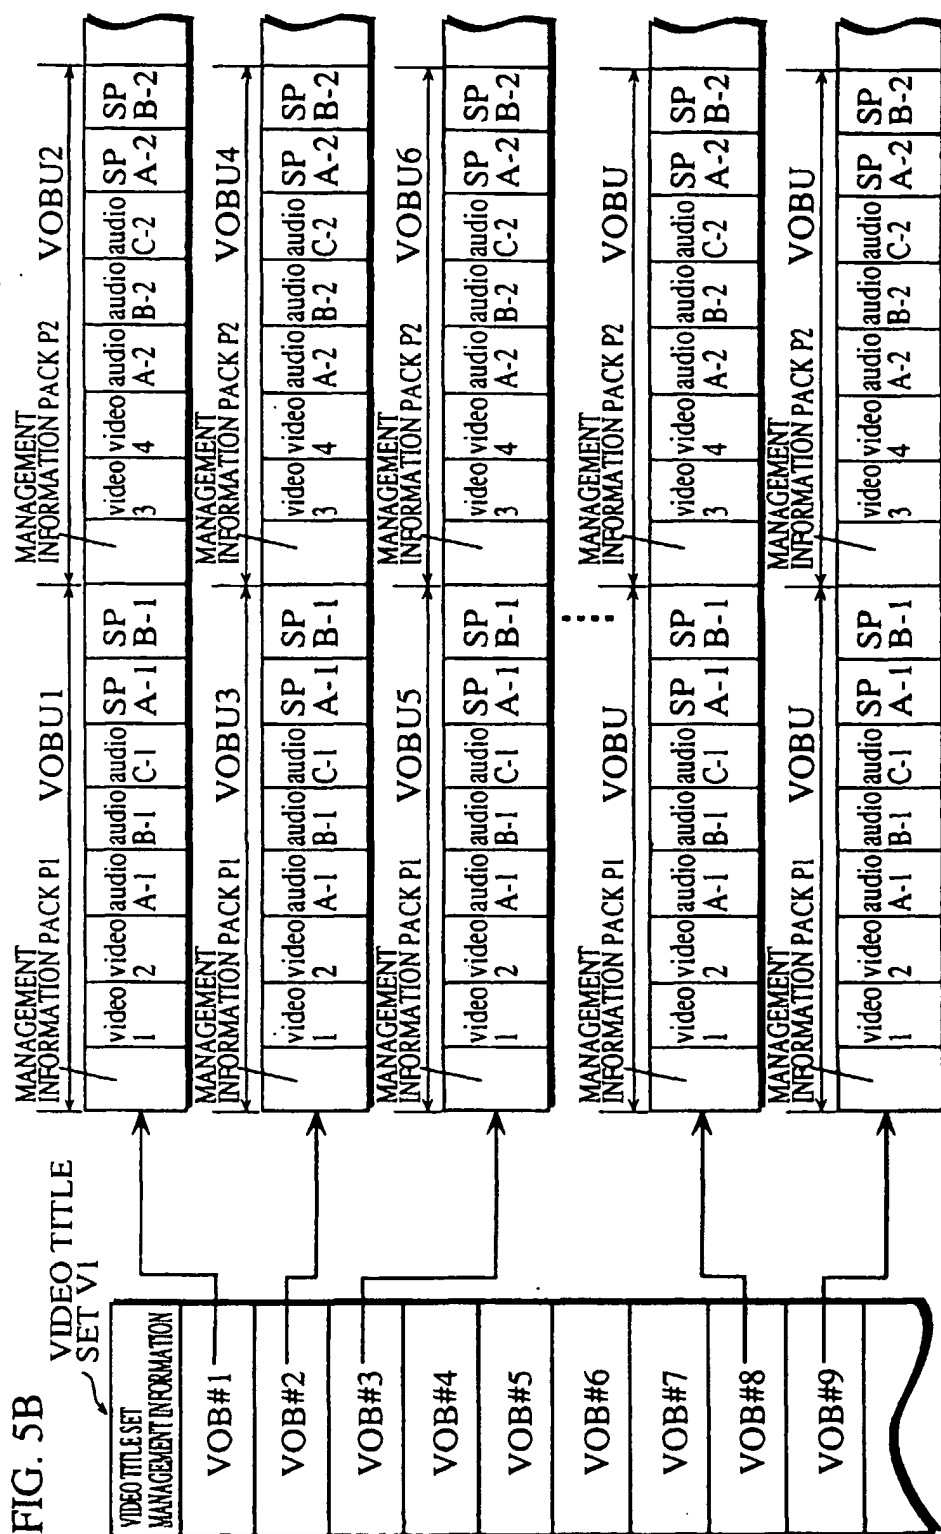 FIG. 5B
VIDEO TITLE
SET V1
VIDEO TITLE SET
MANAGEMENT INFORMATION
VOB#1
VOB#2
VOB#3
VOB#4
VOB#5
VOB#6
VOB#7
VOB#8
VOB#9
MANAGEMENT
INFORMATION PACK P1
VOBU1
MANAGEMENT
INFORMATION PACK P2
VOBU2
video video audio audio audio SP SP
1 2 A-1 B-1 C-1 A-1 B-1
video video audio audio audio SP SP
3 4 A-2 B-2 C-2 A-2 B-2
MANAGEMENT
INFORMATION PACK P1
VOBU3
MANAGEMENT
INFORMATION PACK P2
VOBU4
video video audio audio audio SP SP
1 2 A-1 B-1 C-1 A-1 B-1
video video audio audio audio SP SP
3 4 A-2 B-2 C-2 A-2 B-2
MANAGEMENT
INFORMATION PACK P1
VOBU5
MANAGEMENT
INFORMATION PACK P2
VOBU6
video video audio audio audio SP SP
1 2 A-1 B-1 C-1 A-1 B-1
video video audio audio audio SP SP
3 4 A-2 B-2 C-2 A-2 B-2
MANAGEMENT
INFORMATION PACK P1
VOBU
MANAGEMENT
INFORMATION PACK P2
VOBU
video video audio audio audio SP SP
1 2 A-1 B-1 C-1 A-1 B-1
video video audio audio audio SP SP
3 4 A-2 B-2 C-2 A-2 B-2
MANAGEMENT
INFORMATION PACK P1
VOBU
MANAGEMENT
INFORMATION PACK P2
VOBU
video video audio audio audio SP SP
1 2 A-1 B-1 C-1 A-1 B-1
video video audio audio audio SP SP
3 4 A-2 B-2 C-2 A-2 B-2